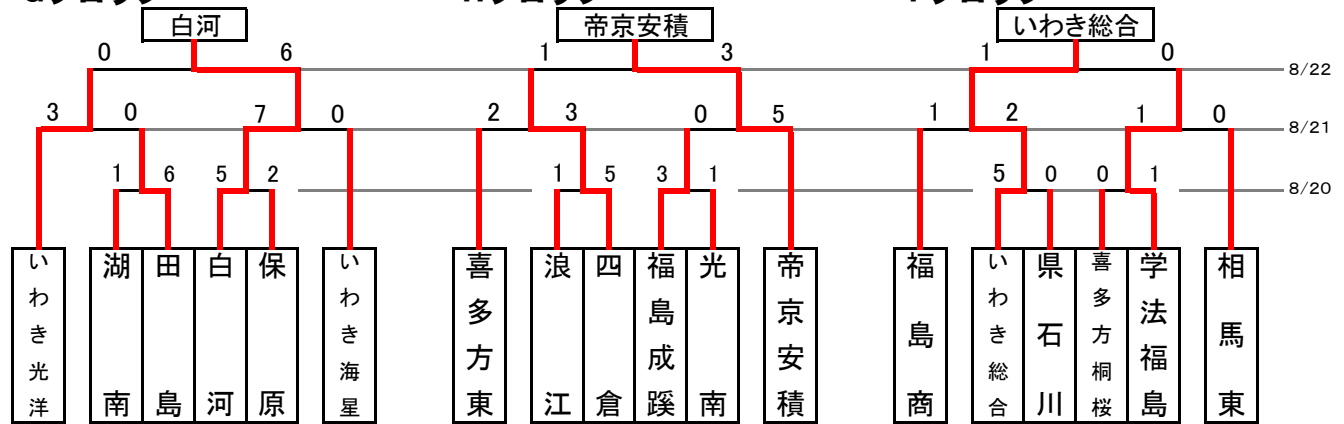 白河
帝京安積
いわき総合
0 6 1 3 1 0 8/22
3 0 7 0 2 3 0 5 1 2 1 0 8/21
1 6 5 2 1 5 3 1 5 0 0 1 8/20
いわき光洋
湖南
田島
白河
保原
いわき海星
喜多方東
浪江
四倉
福島成蹊
光南
帝京安積
福島商
いわき総合
県石川
喜多方桐桜
学法福島
相馬東